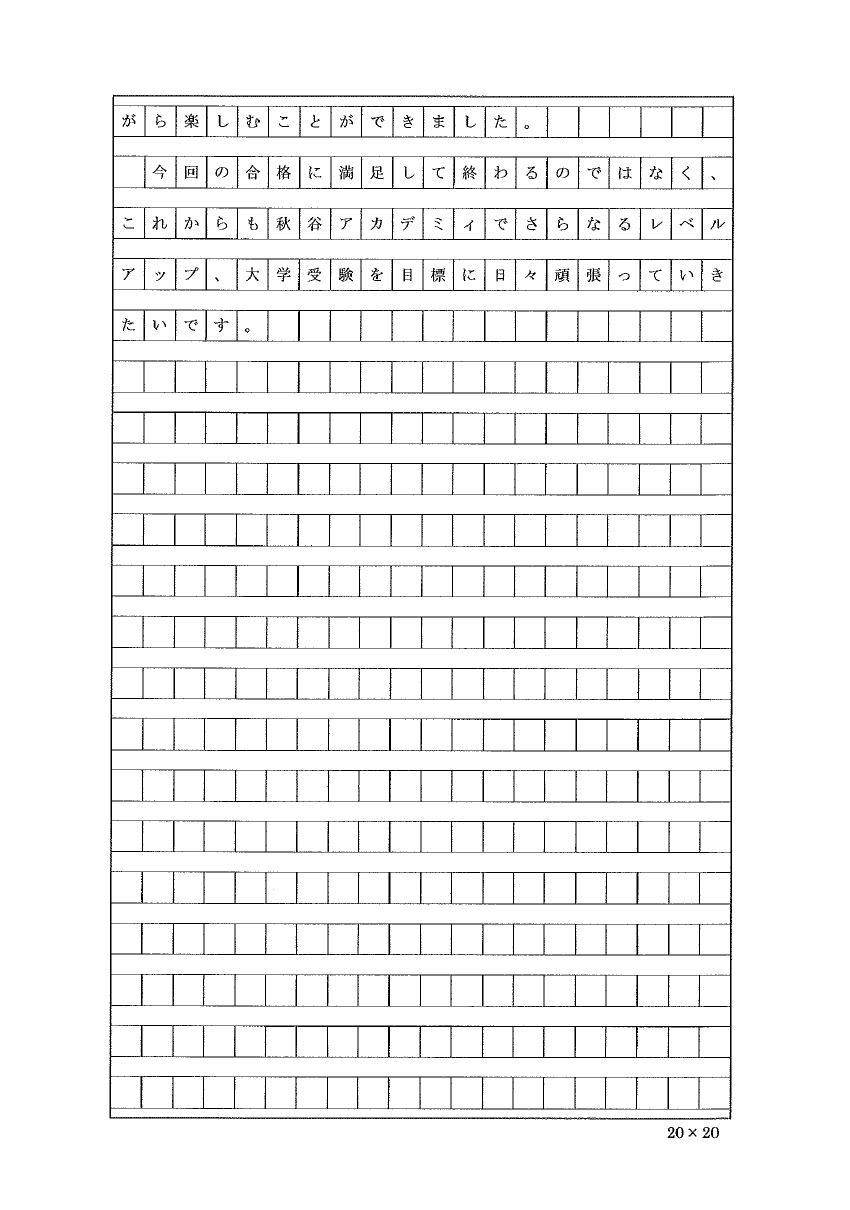 がら楽しむことができました。
　今回の合格に満足して終わるのではなく、
これからも秋谷アカデミィでさらなるレベル
アップ、大学受験を目標に日々頑張っていき
たいです。
20×20